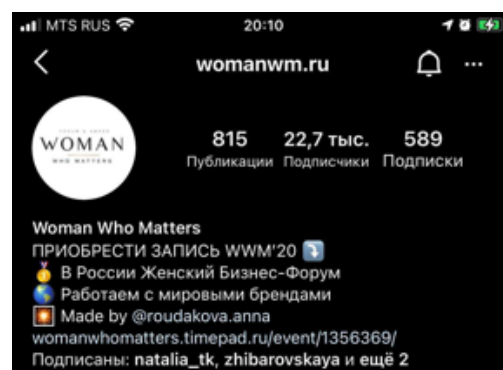 MTS RUS 20:10
womanwm.ru
WOMAN
WHO MATTERS
815 22,7 тыс. 589
Публикации Подписчики Подписки
Woman Who Matters
ПРИОБРЕСТИ ЗАПИСЬ WWM'20
В России Женский Бизнес-Форум
Работаем с мировыми брендами
Made by @roudakova.anna
womanwhomatters.timepad.ru/event/1356369/
Подписаны: natalia_tk, zhibarovskaya и ещё 2